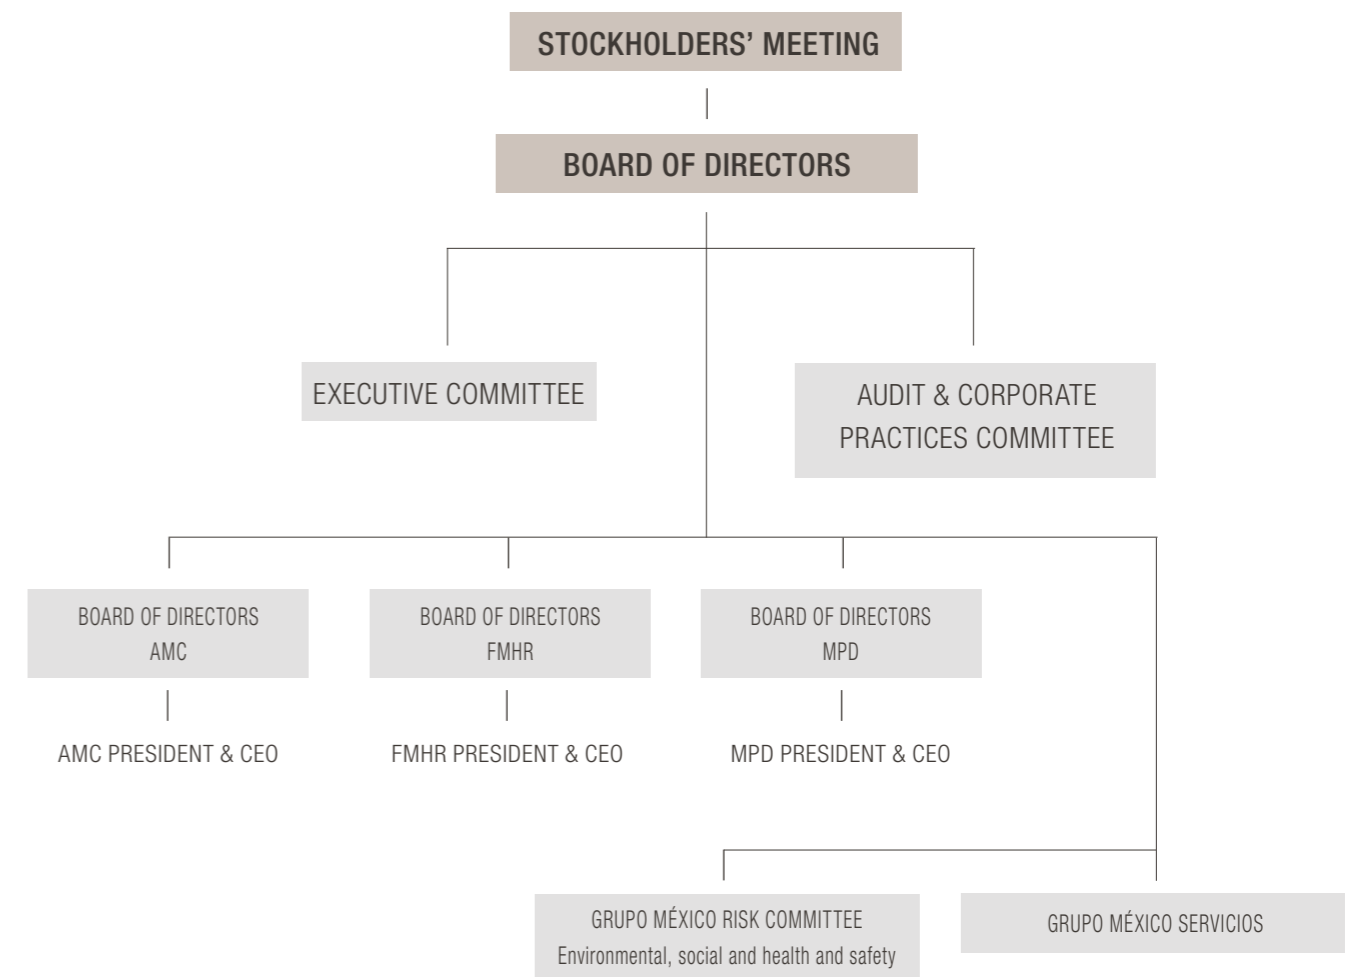 STOCKHOLDERS’ MEETING
BOARD OF DIRECTORS
EXECUTIVE COMMITTEE
AUDIT & CORPORATE
PRACTICES COMMITTEE
BOARD OF DIRECTORS
AMC
BOARD OF DIRECTORS
FMHR
BOARD OF DIRECTORS
MPD
AMC PRESIDENT & CEO
FMHR PRESIDENT & CEO
MPD PRESIDENT & CEO
GRUPO MÉXICO RISK COMMITTEE
Environmental, social and health and safety
GRUPO MÉXICO SERVICIOS